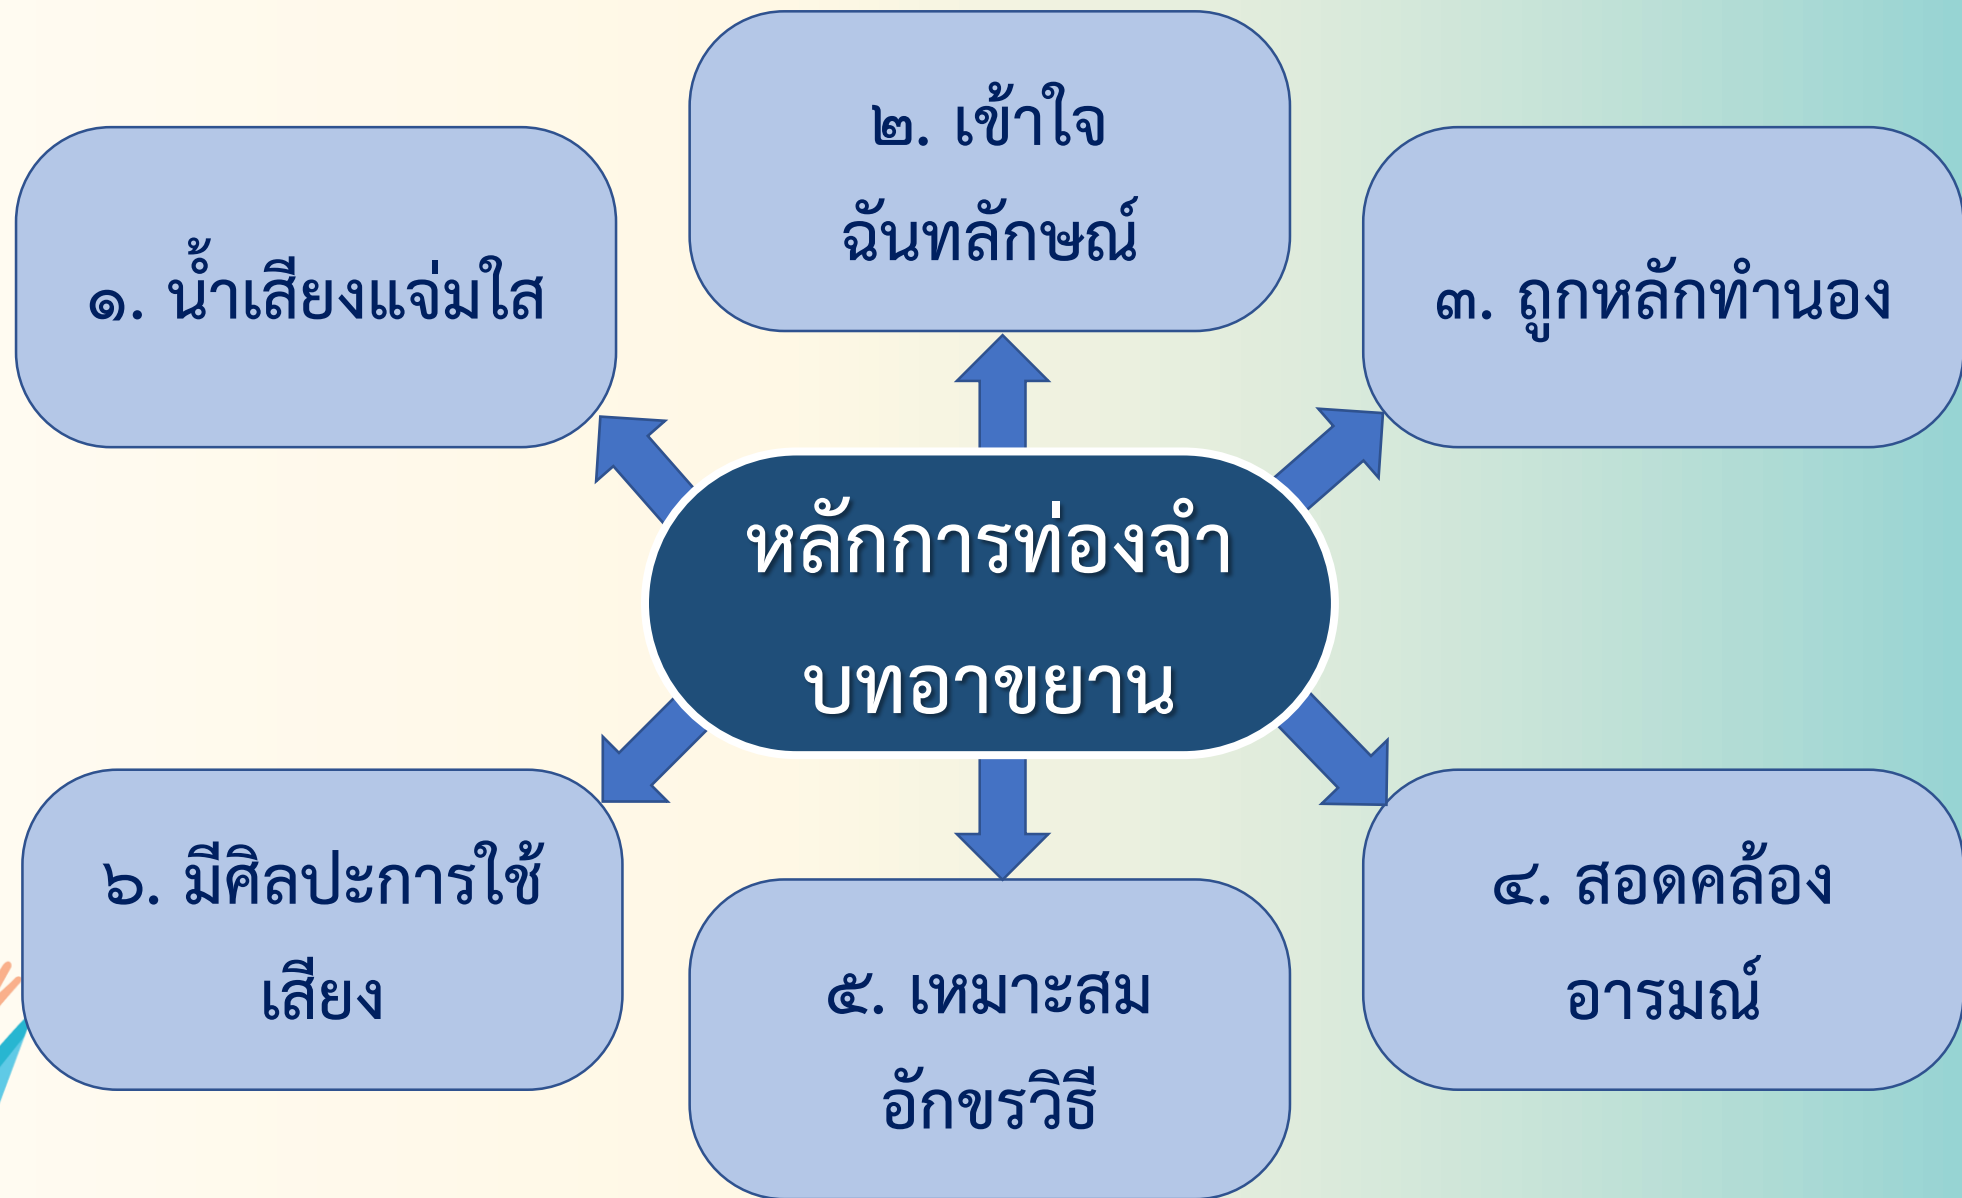 หลักการท่องจำ
บทอาขยาน
๑. น้ำเสียงแจ่มใส
๒. เข้าใจ
ฉันทลักษณ์
๓. ถูกหลักทำนอง
๔. สอดคล้อง
อารมณ์
๕. เหมาะสม
อักขรวิธี
๖. มีศิลปะการใช้
เสียง